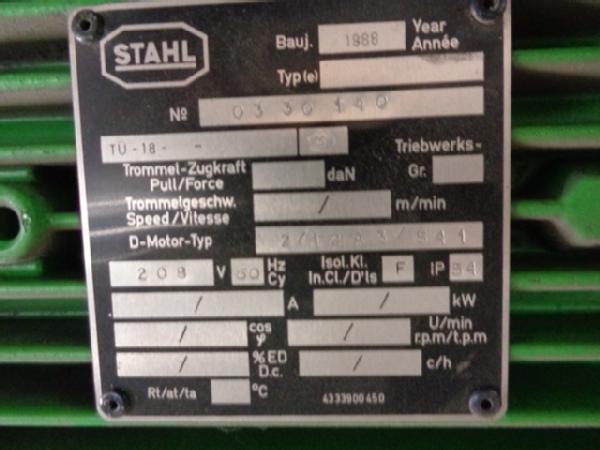 STAHL
Bauj. 1988 Year Année
Typ(e)
No 0330140
TU-18- -
Triebwerks-
Trommel-Zugkraft daN Gr.
Pull/Force
Trommelgeschw. / m/min
Speed/Vitesse
D-Motor-Typ
208 V 60 Hz Cy Isol.Kl. In.Cl./D'ls F IP 54
/ A / kW
/ cos φ / U/min r.p.m/t.p.m
/ %ED D.c. / c/h
Rt/at/ta °C 4333900450